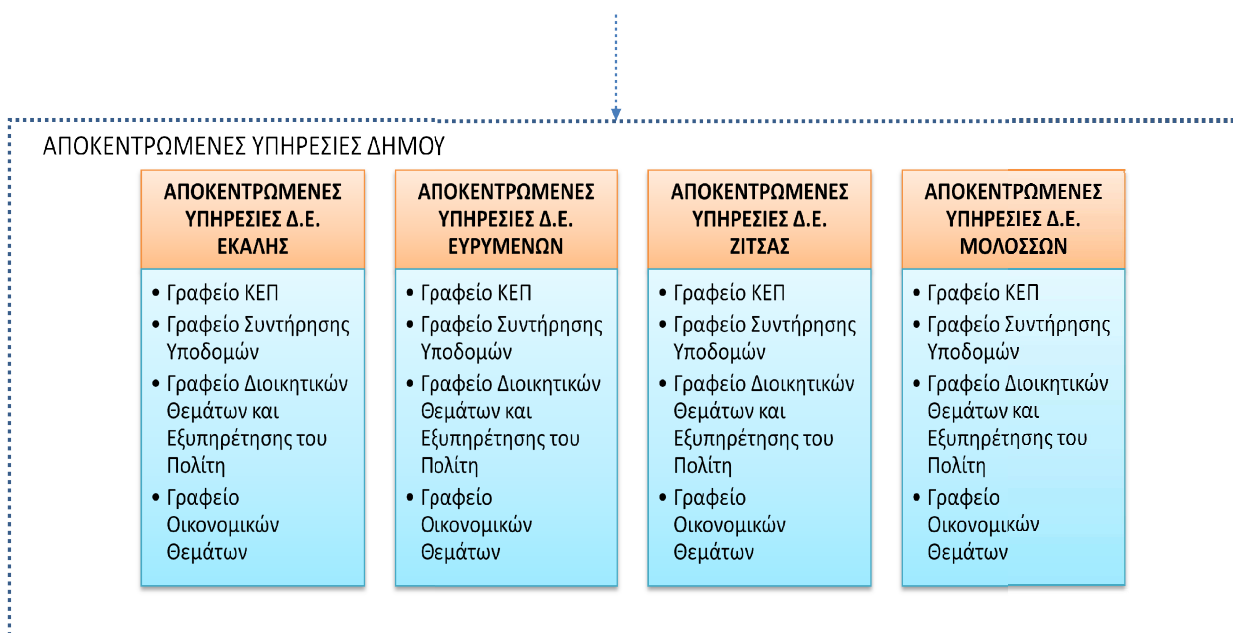 ΑΠΟΚΕΝΤΡΩΜΕΝΕΣ ΥΠΗΡΕΣΙΕΣ ΔΗΜΟΥ
ΑΠΟΚΕΝΤΡΩΜΕΝΕΣ
ΥΠΗΡΕΣΙΕΣ Δ.Ε.
ΕΚΑΛΗΣ
• Γραφείο ΚΕΠ
• Γραφείο Συντήρησης
Υποδομών
• Γραφείο Διοικητικών
Θεμάτων και
Εξυπηρέτησης του
Πολίτη
• Γραφείο
Οικονομικών
Θεμάτων
ΑΠΟΚΕΝΤΡΩΜΕΝΕΣ
ΥΠΗΡΕΣΙΕΣ Δ.Ε.
ΕΥΡΥΜΕΝΩΝ
• Γραφείο ΚΕΠ
• Γραφείο Συντήρησης
Υποδομών
• Γραφείο Διοικητικών
Θεμάτων και
Εξυπηρέτησης του
Πολίτη
• Γραφείο
Οικονομικών
Θεμάτων
ΑΠΟΚΕΝΤΡΩΜΕΝΕΣ
ΥΠΗΡΕΣΙΕΣ Δ.Ε.
ΖΙΤΣΑΣ
• Γραφείο ΚΕΠ
• Γραφείο Συντήρησης
Υποδομών
• Γραφείο Διοικητικών
Θεμάτων και
Εξυπηρέτησης του
Πολίτη
• Γραφείο
Οικονομικών
Θεμάτων
ΑΠΟΚΕΝΤΡΩΜΕΝΕΣ
ΥΠΗΡΕΣΙΕΣ Δ.Ε.
ΜΟΛΟΣΣΩΝ
• Γραφείο ΚΕΠ
• Γραφείο Συντήρησης
Υποδομών
• Γραφείο Διοικητικών
Θεμάτων και
Εξυπηρέτησης του
Πολίτη
• Γραφείο
Οικονομικών
Θεμάτων